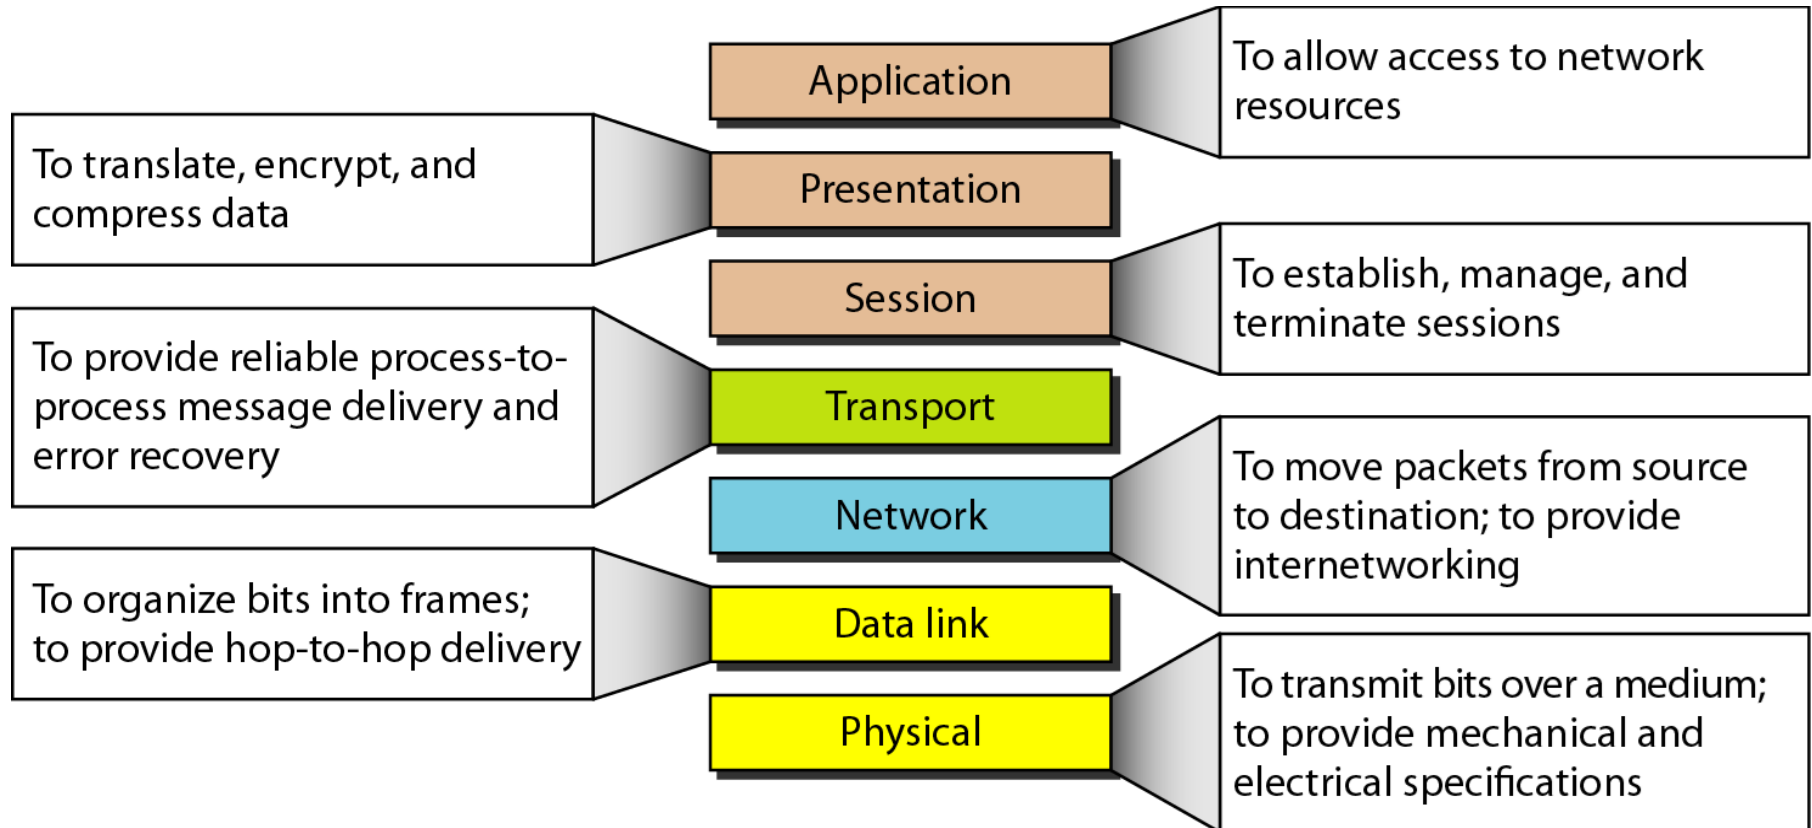 Application
To allow access to network
resources
To translate, encrypt, and
compress data
Presentation
Session
To establish, manage, and
terminate sessions
To provide reliable process-to-
process message delivery and
error recovery
Transport
Network
To move packets from source
to destination; to provide
internetworking
To organize bits into frames;
to provide hop-to-hop delivery
Data link
Physical
To transmit bits over a medium;
to provide mechanical and
electrical specifications